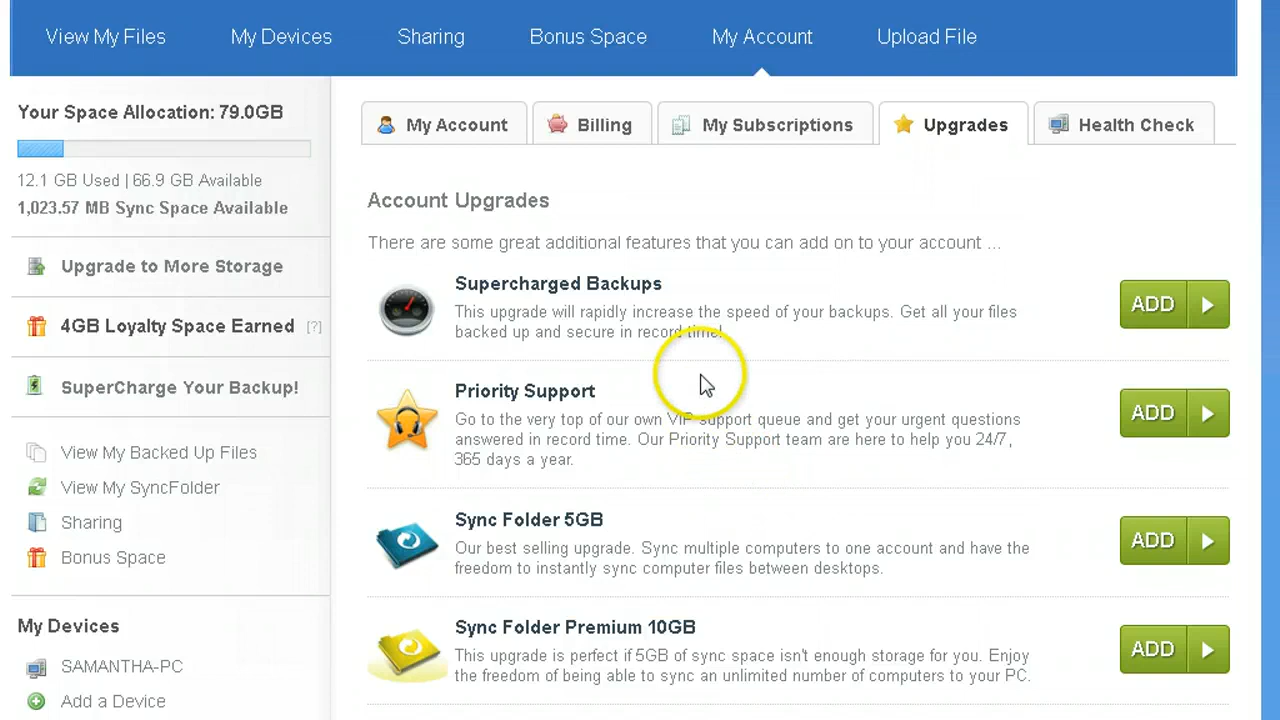 View My Files My Devices Sharing Bonus Space My Account Upload File
Your Space Allocation: 79.0GB
12.1 GB Used | 66.9 GB Available
1,023.57 MB Sync Space Available
Upgrade to More Storage
4GB Loyalty Space Earned [?]
SuperCharge Your Backup!
View My Backed Up Files
View My SyncFolder
Sharing
Bonus Space
My Devices
SAMANTHA-PC
Add a Device
My Account Billing My Subscriptions Upgrades Health Check
Account Upgrades
There are some great additional features that you can add on to your account ...
Supercharged Backups
This upgrade will rapidly increase the speed of your backups. Get all your files
backed up and secure in record time!
ADD
Priority Support
Go to the very top of our own VIP support queue and get your urgent questions
answered in record time. Our Priority Support team are here to help you 24/7,
365 days a year.
ADD
Sync Folder 5GB
Our best selling upgrade. Sync multiple computers to one account and have the
freedom to instantly sync computer files between desktops.
ADD
Sync Folder Premium 10GB
This upgrade is perfect if 5GB of sync space isn't enough storage for you. Enjoy
the freedom of being able to sync an unlimited number of computers to your PC.
ADD